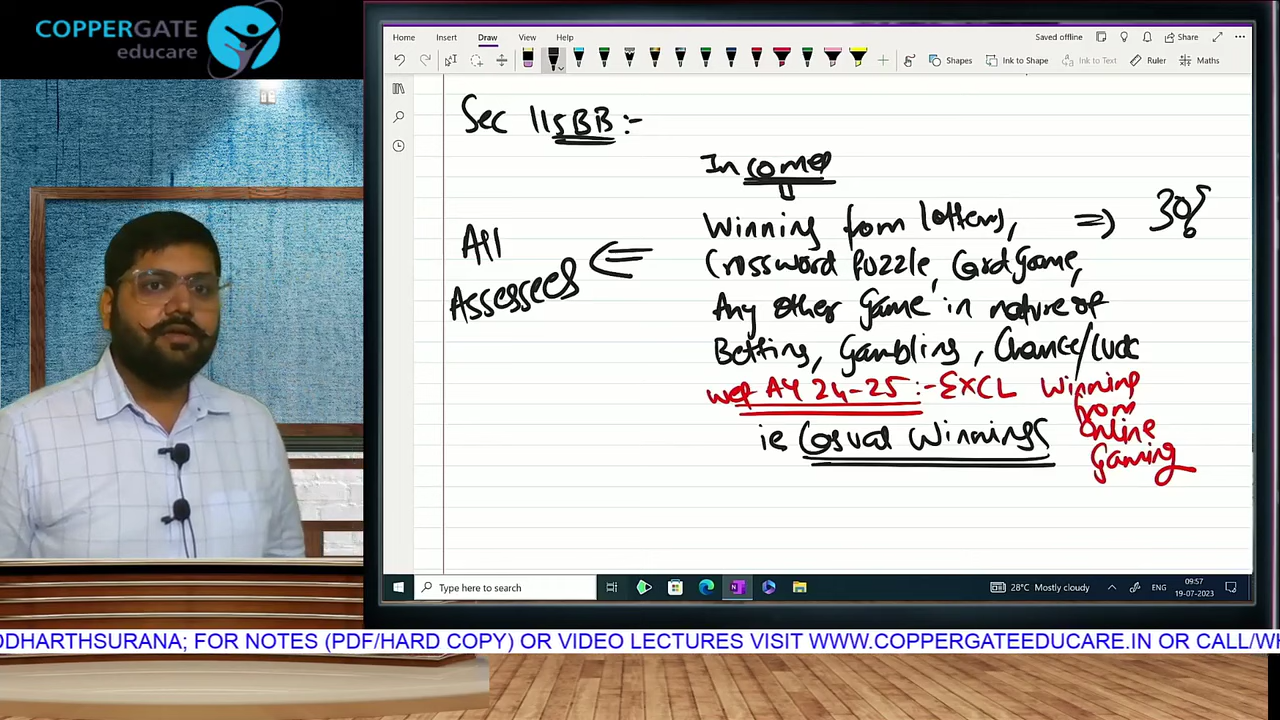 COPPERGATE
educare
Home Insert Draw View Help
Saved offline
Share
Shapes
Ink to Shape
Ink to Text
Ruler
Maths
Sec 115BB:-
Income
Winning from lottery, => 30%
Crossword Puzzle, Card game,
Any other Game in nature of
Betting, Gambling, Chance/luck
All
Assessees
wef AY 24-25 :- EXCL Winning
from
Online
Gaming
ie Casual Winnings
Type here to search
28°C Mostly cloudy
ENG
09:57
19-07-2023
DDHARTHSURANA; FOR NOTES (PDF/HARD COPY) OR VIDEO LECTURES VISIT WWW.COPPERGATEEDUCARE.IN OR CALL/WH